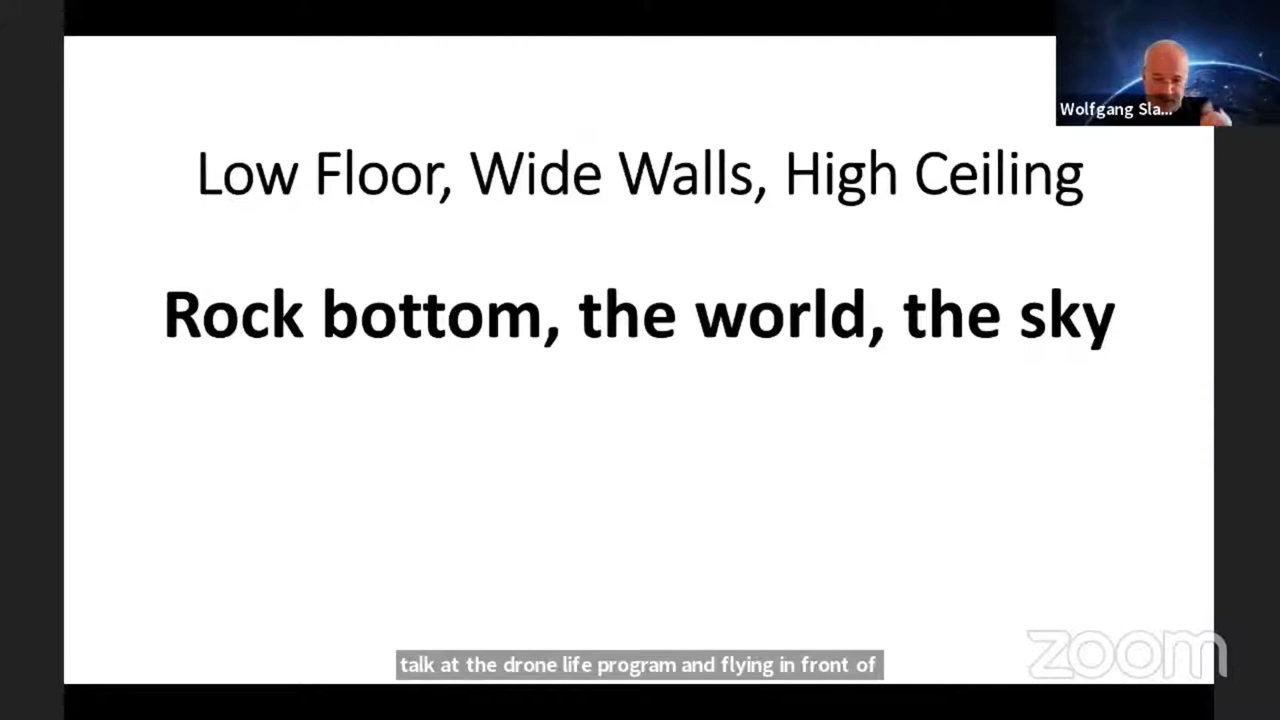 Wolfgang Sla...
Low Floor, Wide Walls, High Ceiling
Rock bottom, the world, the sky
talk at the drone life program and flying in front of
zoom